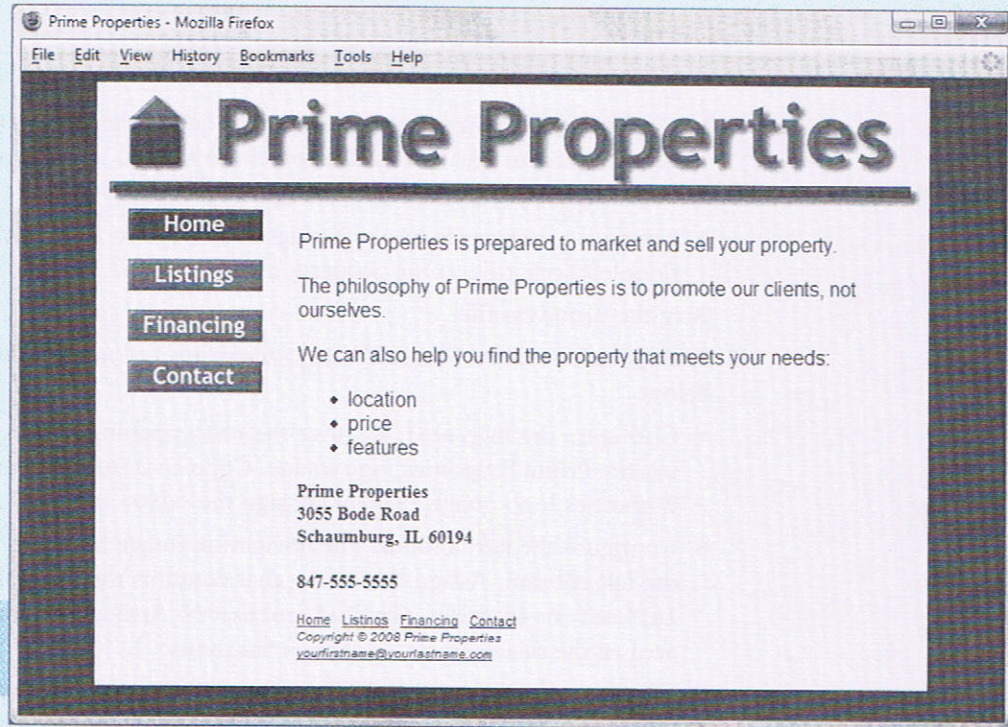 Prime Properties - Mozilla Firefox
File Edit View History Bookmarks Tools Help
Prime Properties
Home
Listings
Financing
Contact
Prime Properties is prepared to market and sell your property.
The philosophy of Prime Properties is to promote our clients, not
ourselves.
We can also help you find the property that meets your needs:
• location
• price
• features
Prime Properties
3055 Bode Road
Schaumburg, IL 60194
847-555-5555
Home Listings Financing Contact
Copyright © 2008 Prime Properties
yourfirstname@yourlastname.com